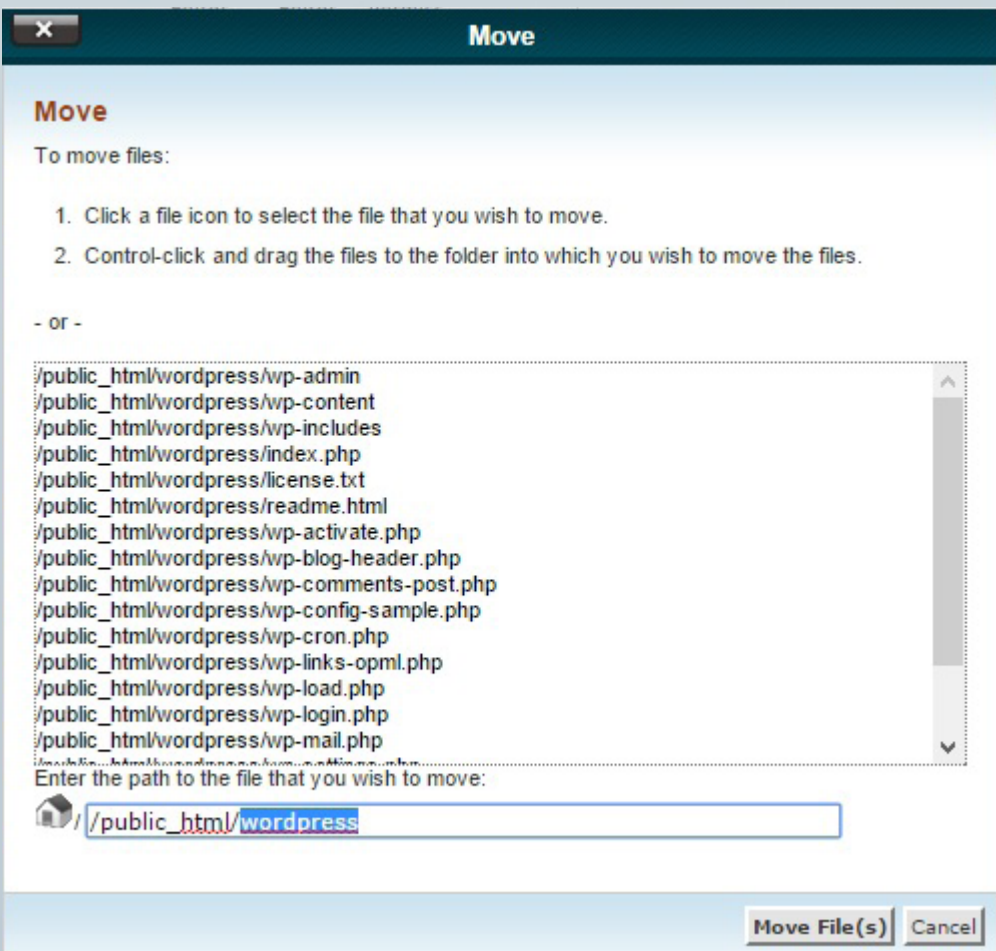 Move
Move
To move files:
1. Click a file icon to select the file that you wish to move.
2. Control-click and drag the files to the folder into which you wish to move the files.
- or -
/public_html/wordpress/wp-admin
/public_html/wordpress/wp-content
/public_html/wordpress/wp-includes
/public_html/wordpress/index.php
/public_html/wordpress/license.txt
/public_html/wordpress/readme.html
/public_html/wordpress/wp-activate.php
/public_html/wordpress/wp-blog-header.php
/public_html/wordpress/wp-comments-post.php
/public_html/wordpress/wp-config-sample.php
/public_html/wordpress/wp-cron.php
/public_html/wordpress/wp-links-opml.php
/public_html/wordpress/wp-load.php
/public_html/wordpress/wp-login.php
/public_html/wordpress/wp-mail.php
/public_html/wordpress/wp-settings.php
Enter the path to the file that you wish to move:
/ /public_html/wordpress
Move File(s) Cancel